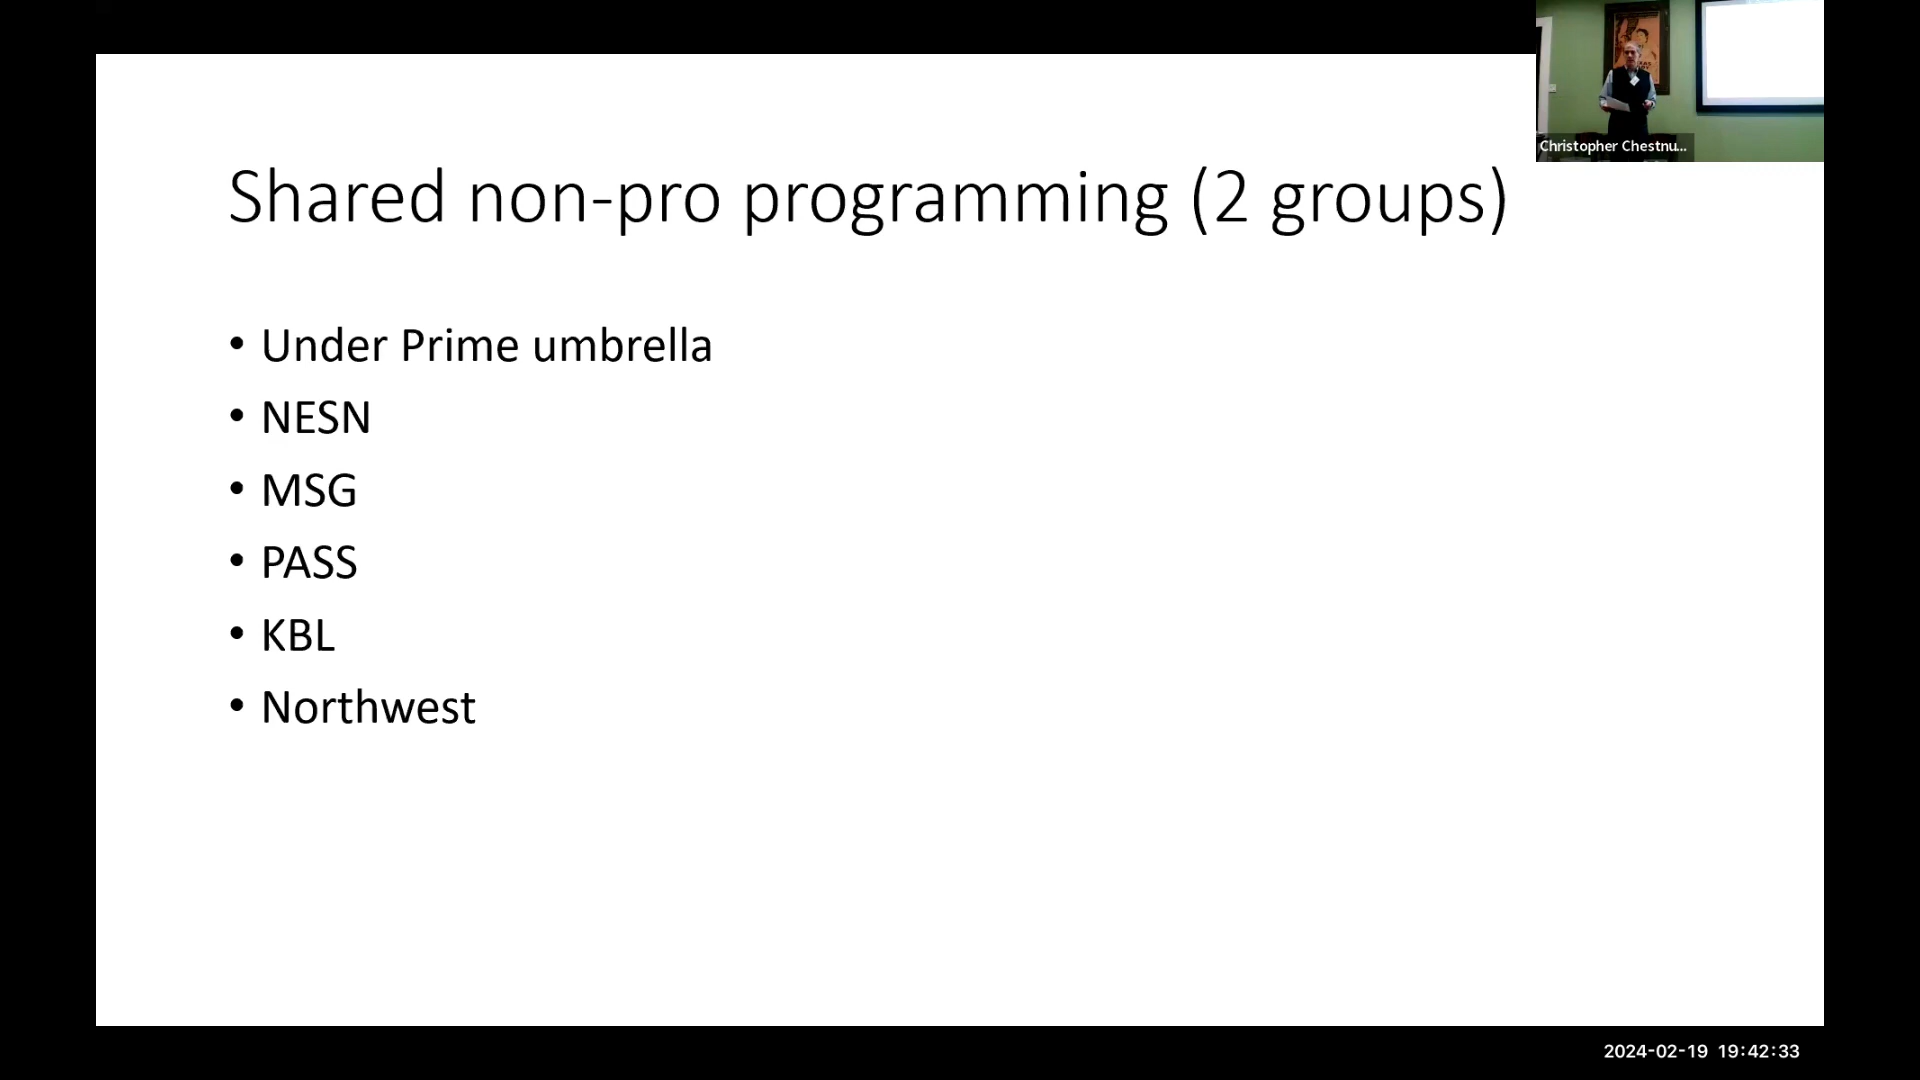 Shared non-pro programming (2 groups)
• Under Prime umbrella
• NESN
• MSG
• PASS
• KBL
• Northwest
Christopher Chestnu...
2024-02-19 19:42:33